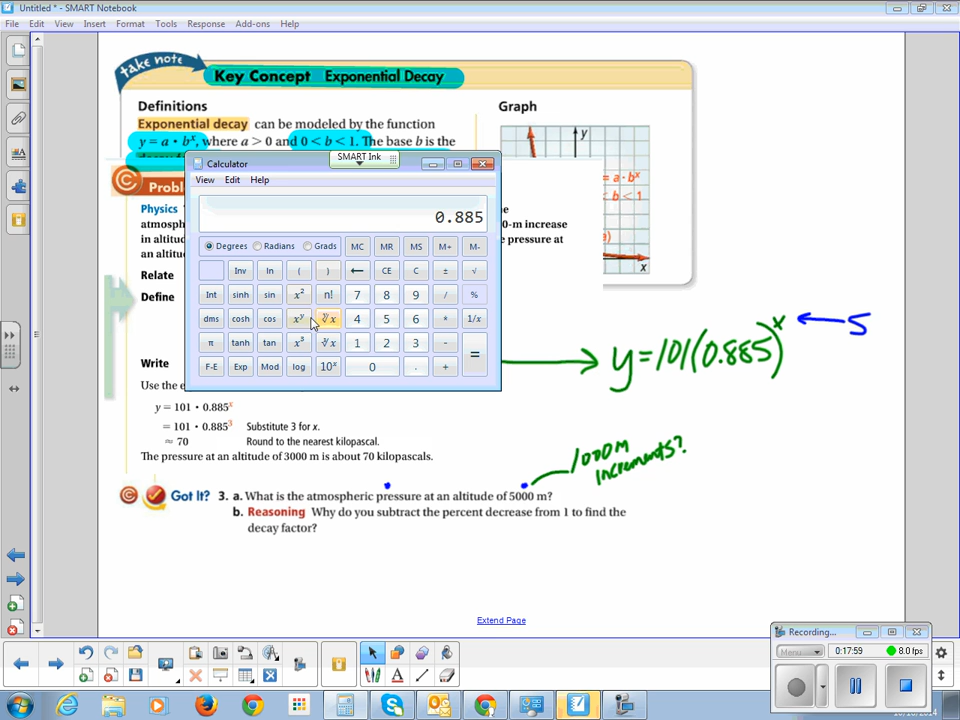 Untitled * - SMART Notebook
File Edit View Insert Format Tools Response Add-ons Help
take note
Key Concept Exponential Decay
Definitions
Graph
Exponential decay can be modeled by the function
y = a · bˣ, where a > 0 and 0 < b < 1. The base b is the
y
= a · bˣ
b < 1
x
SMART Ink
Calculator
View Edit Help
0.885
Degrees Radians Grads MC MR MS M+ M-
Inv ln ( ) ← CE C ± √
Int sinh sin x² n! 7 8 9 / %
dms cosh cos xʸ ʸ√x 4 5 6 * 1/x
π tanh tan x³ ³√x 1 2 3 - =
F-E Exp Mod log 10ˣ 0 . +
Physics
0-m increase
atmosp
in altitud
pressure at
an altitu
Relate
Define
Write
y=101(0.885)ˣ ← 5
Use the e
y = 101 · 0.885ˣ
= 101 · 0.885³ Substitute 3 for x.
≈ 70 Round to the nearest kilopascal.
The pressure at an altitude of 3000 m is about 70 kilopascals.
1000M
increments?
Got It? 3. a. What is the atmospheric pressure at an altitude of 5000 m?
b. Reasoning Why do you subtract the percent decrease from 1 to find the
decay factor?
Extend Page
Recording...
Menu
0:17:59 8.0 fps